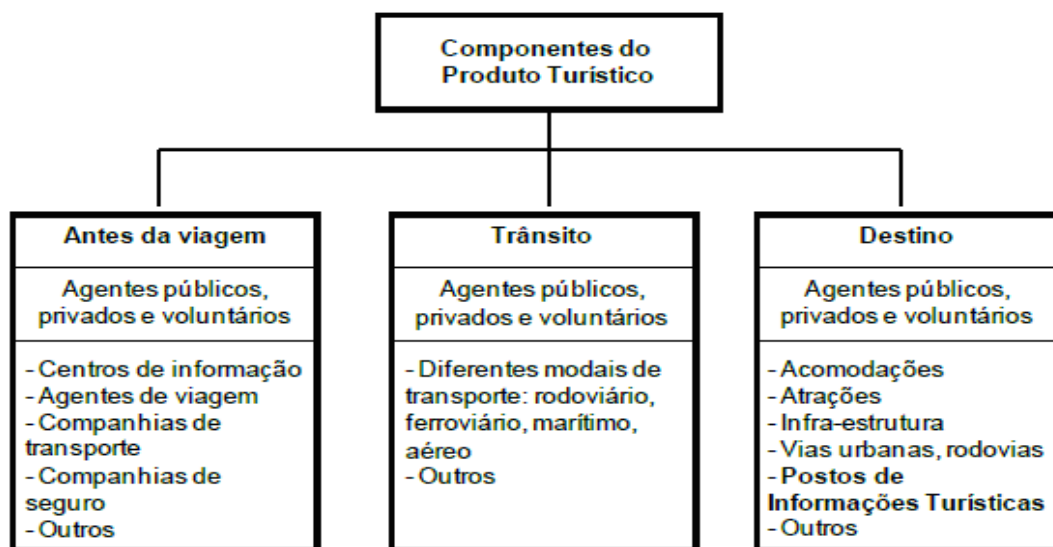 Componentes do
Produto Turístico
Antes da viagem
Agentes públicos,
privados e voluntários
- Centros de informação
- Agentes de viagem
- Companhias de
transporte
- Companhias de
seguro
- Outros
Trânsito
Agentes públicos,
privados e voluntários
- Diferentes modais de
transporte: rodoviário,
ferroviário, marítimo,
aéreo
- Outros
Destino
Agentes públicos,
privados e voluntários
- Acomodações
- Atrações
- Infra-estrutura
- Vias urbanas, rodovias
- Postos de
Informações Turísticas
- Outros